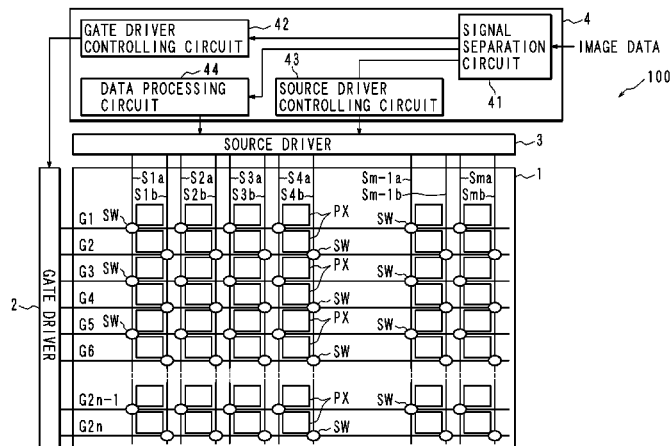 42
GATE DRIVER
CONTROLLING CIRCUIT
SIGNAL
SEPARATION
CIRCUIT
4
IMAGE DATA
41
100
44
43
DATA PROCESSING
CIRCUIT
SOURCE DRIVER
CONTROLLING CIRCUIT
SOURCE DRIVER
3
S1a S2a S3a S4a Sm-1a Sma
S1b S2b S3b S4b Sm-1b Smb
1
G1 SW SW
PX
G2 SW
G3 SW SW
PX
G4 SW
G5 SW SW
PX
G6 SW
G2n-1 SW
PX
G2n SW
2
GATE DRIVER